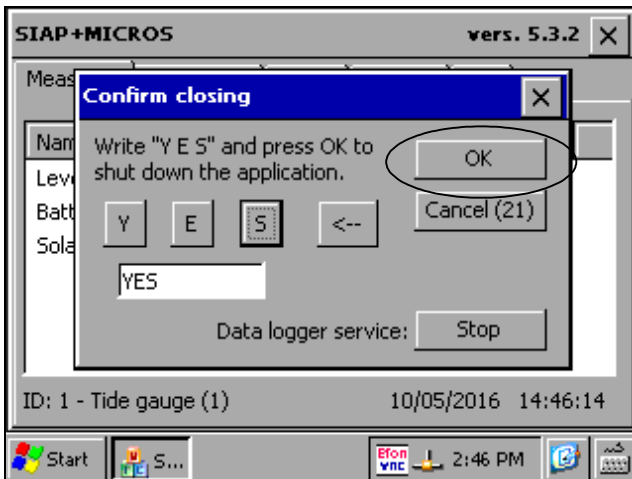 SIAP+MICROS vers. 5.3.2
Meas
Confirm closing
Nam
Write "Y E S" and press OK to
shut down the application.
OK
Leve
Batt
Sola
Cancel (21)
Y E S <--
YES
Data logger service: Stop
ID: 1 - Tide gauge (1) 10/05/2016 14:46:14
Start S... Efon VNC 2:46 PM